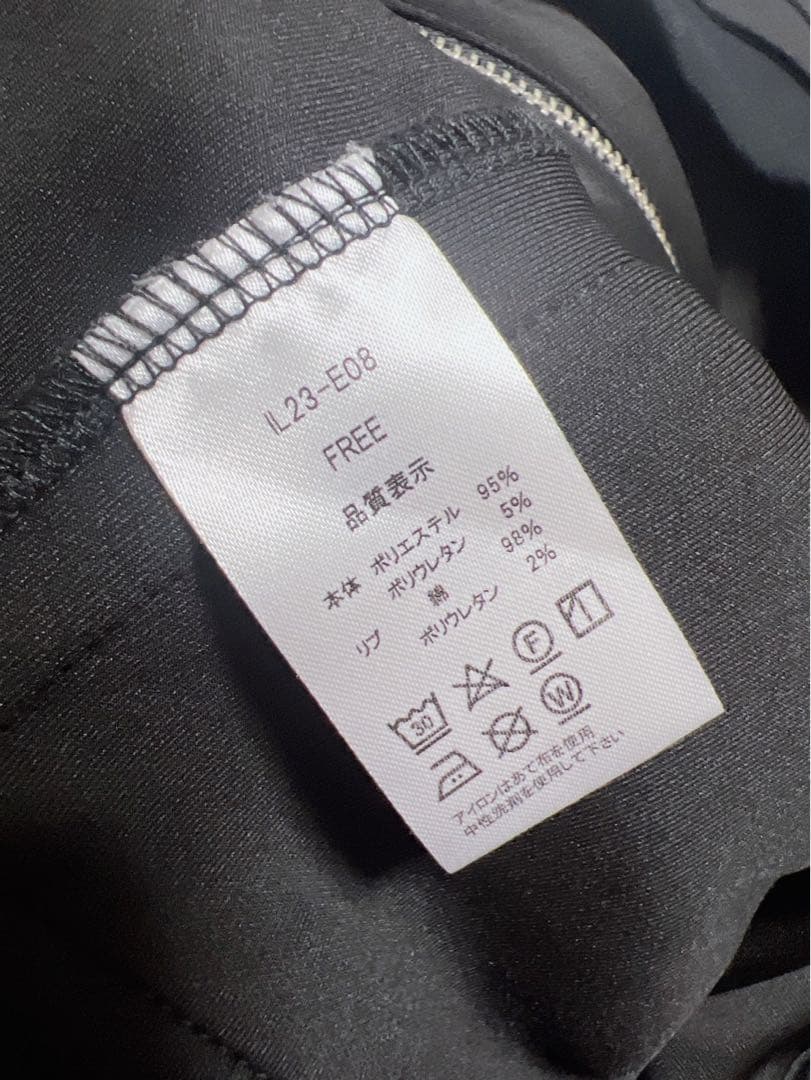 IL23-E08
FREE
品質表示
本体 ポリエステル 95%
ポリウレタン 5%
リブ 綿 98%
ポリウレタン 2%
30 F
W
アイロンはあて布を使用
中性洗剤を使用して下さい